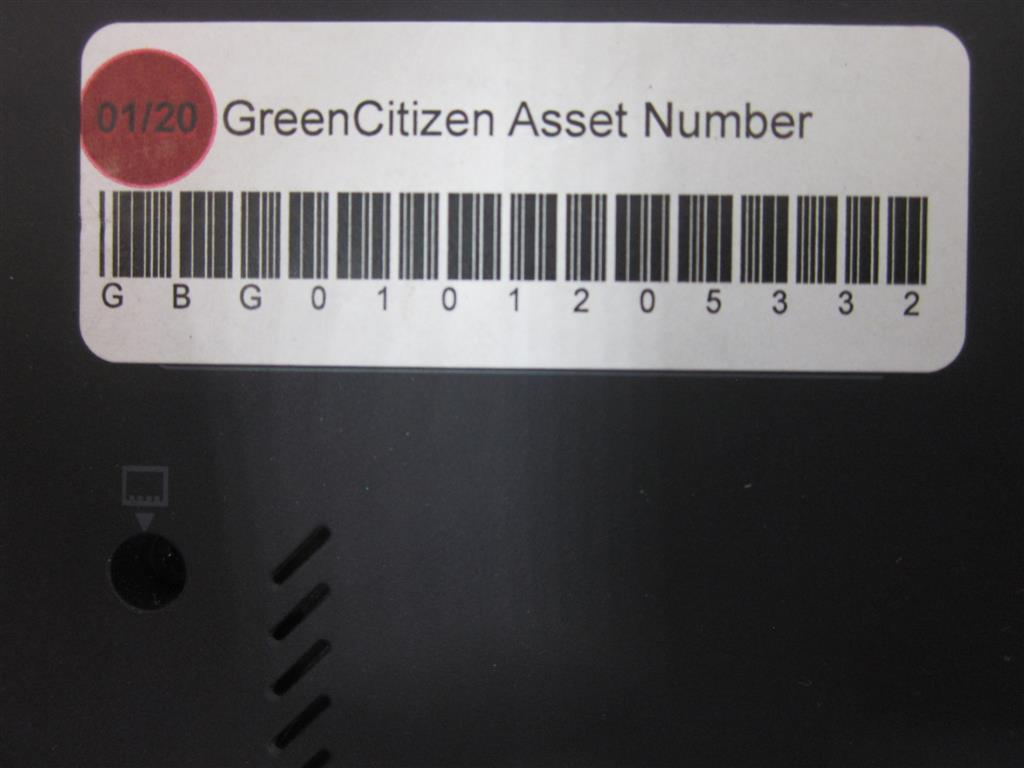 01/20 GreenCitizen Asset Number
G B G 0 1 0 1 2 0 5 3 3 2